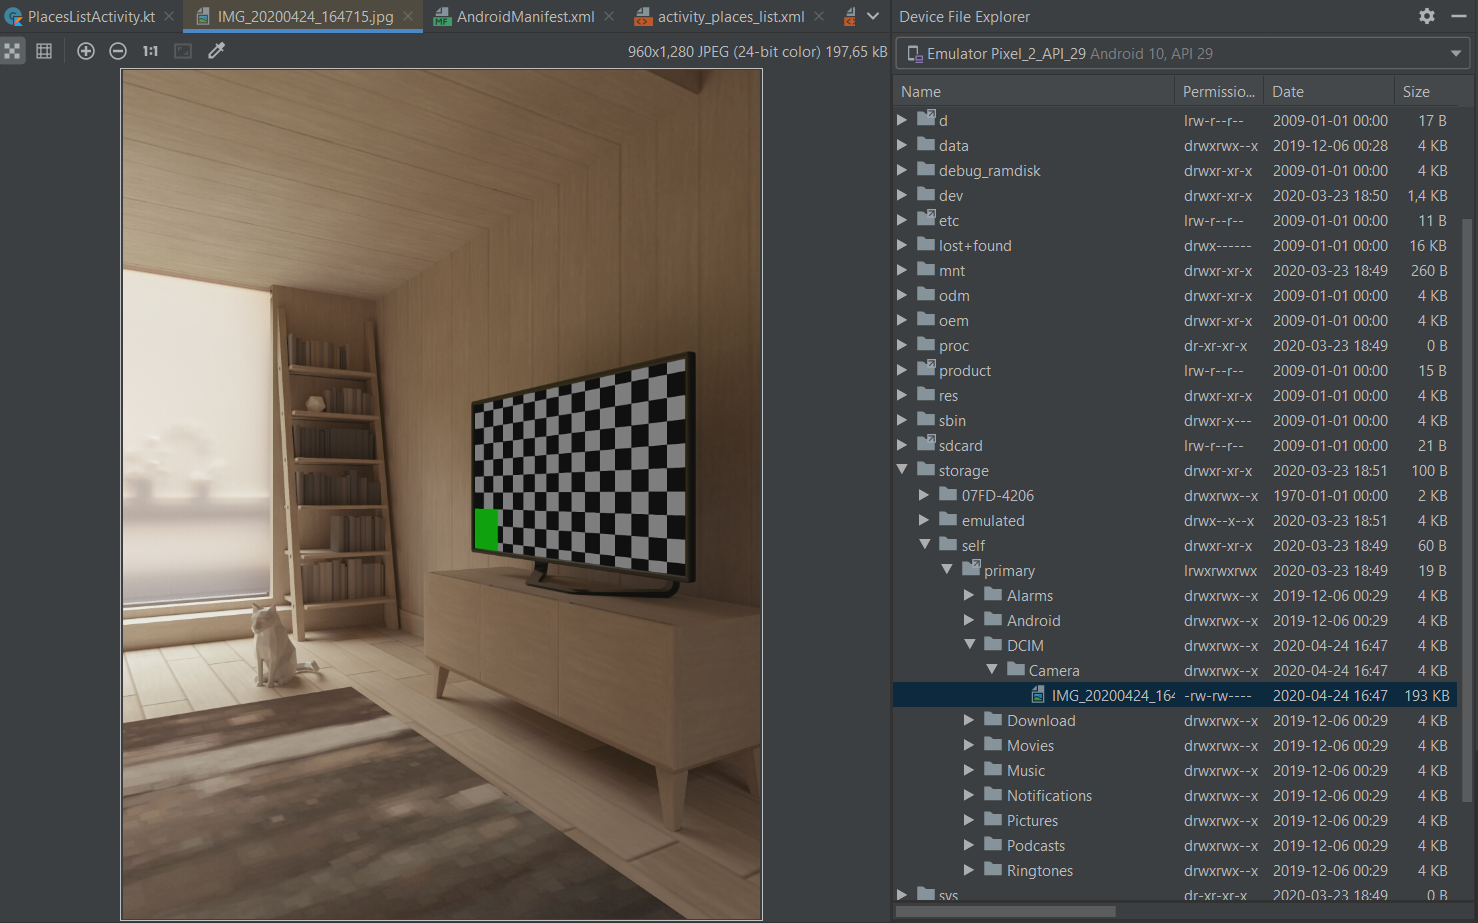 PlacesListActivity.kt IMG_20200424_164715.jpg AndroidManifest.xml activity_places_list.xml
1:1 960x1,280 JPEG (24-bit color) 197,65 kB
Device File Explorer
Emulator Pixel_2_API_29 Android 10, API 29
Name Permissio... Date Size
d lrw-r--r-- 2009-01-01 00:00 17 B
data drwxrwx--x 2019-12-06 00:28 4 KB
debug_ramdisk drwxr-xr-x 2009-01-01 00:00 4 KB
dev drwxr-xr-x 2020-03-23 18:50 1,4 KB
etc lrw-r--r-- 2009-01-01 00:00 11 B
lost+found drwx------ 2009-01-01 00:00 16 KB
mnt drwxr-xr-x 2020-03-23 18:49 260 B
odm drwxr-xr-x 2009-01-01 00:00 4 KB
oem drwxr-xr-x 2009-01-01 00:00 4 KB
proc dr-xr-xr-x 2020-03-23 18:49 0 B
product lrw-r--r-- 2009-01-01 00:00 15 B
res drwxr-xr-x 2009-01-01 00:00 4 KB
sbin drwxr-x--- 2009-01-01 00:00 4 KB
sdcard lrw-r--r-- 2009-01-01 00:00 21 B
storage drwxr-xr-x 2020-03-23 18:51 100 B
07FD-4206 drwxrwx--x 1970-01-01 00:00 2 KB
emulated drwx--x--x 2020-03-23 18:51 4 KB
self drwxr-xr-x 2020-03-23 18:49 60 B
primary lrwxrwxrwx 2020-03-23 18:49 19 B
Alarms drwxrwx--x 2019-12-06 00:29 4 KB
Android drwxrwx--x 2019-12-06 00:29 4 KB
DCIM drwxrwx--x 2020-04-24 16:47 4 KB
Camera drwxrwx--x 2020-04-24 16:47 4 KB
IMG_20200424_164 -rw-rw---- 2020-04-24 16:47 193 KB
Download drwxrwx--x 2019-12-06 00:29 4 KB
Movies drwxrwx--x 2019-12-06 00:29 4 KB
Music drwxrwx--x 2019-12-06 00:29 4 KB
Notifications drwxrwx--x 2019-12-06 00:29 4 KB
Pictures drwxrwx--x 2019-12-06 00:29 4 KB
Podcasts drwxrwx--x 2019-12-06 00:29 4 KB
Ringtones drwxrwx--x 2019-12-06 00:29 4 KB
sys dr-xr-xr-x 2020-03-23 18:49 0 B